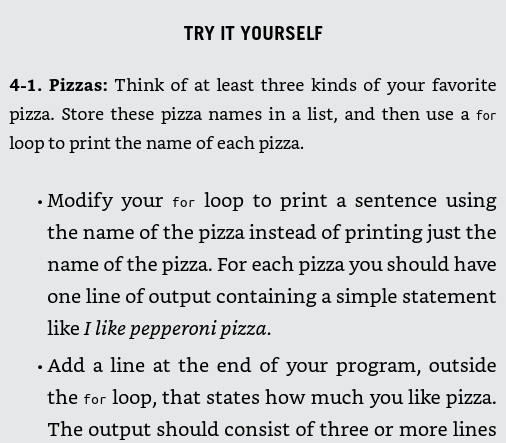 TRY IT YOURSELF
4-1. Pizzas: Think of at least three kinds of your favorite
pizza. Store these pizza names in a list, and then use a for
loop to print the name of each pizza.
• Modify your for loop to print a sentence using
the name of the pizza instead of printing just the
name of the pizza. For each pizza you should have
one line of output containing a simple statement
like I like pepperoni pizza.
• Add a line at the end of your program, outside
the for loop, that states how much you like pizza.
The output should consist of three or more lines